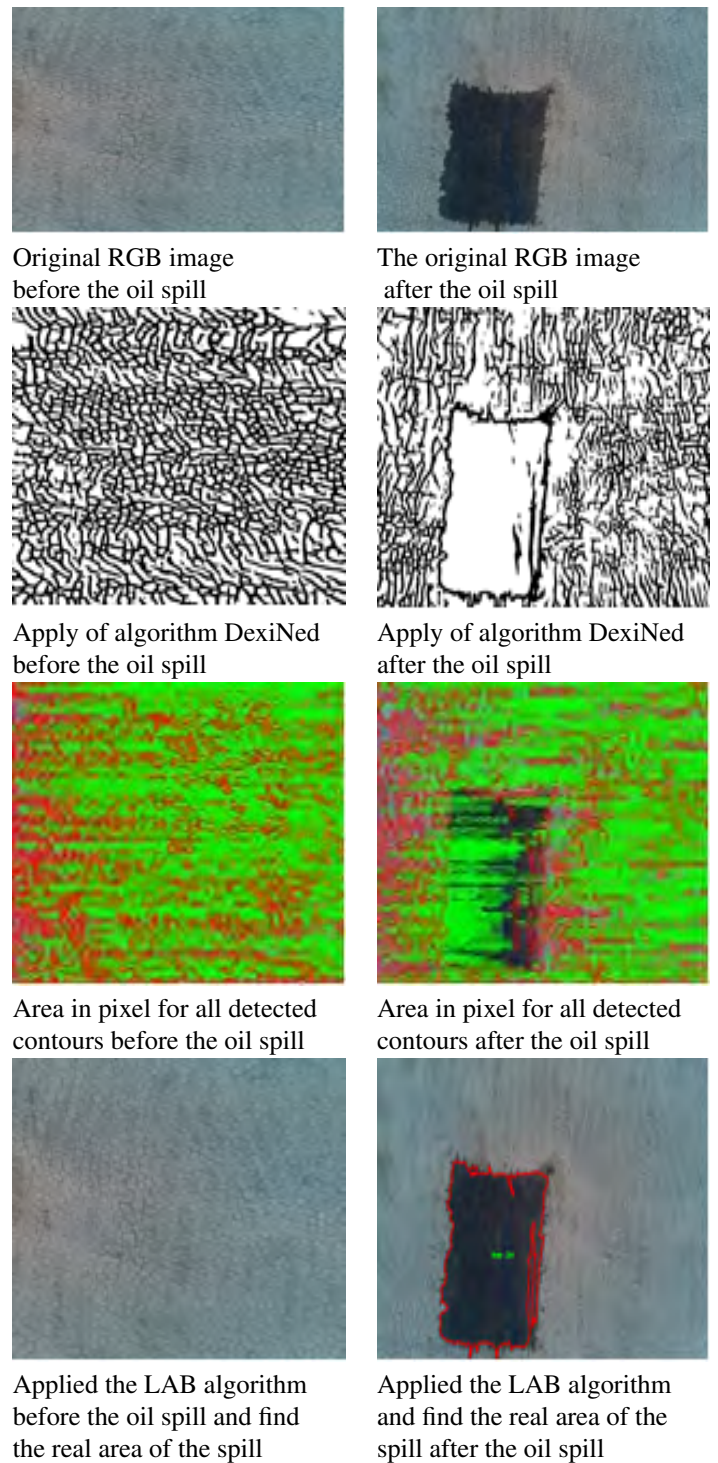 Original RGB image
before the oil spill
The original RGB image
after the oil spill
Apply of algorithm DexiNed
before the oil spill
Apply of algorithm DexiNed
after the oil spill
Area in pixel for all detected
contours before the oil spill
Area in pixel for all detected
contours after the oil spill
Applied the LAB algorithm
before the oil spill and find
the real area of the spill
Applied the LAB algorithm
and find the real area of the
spill after the oil spill